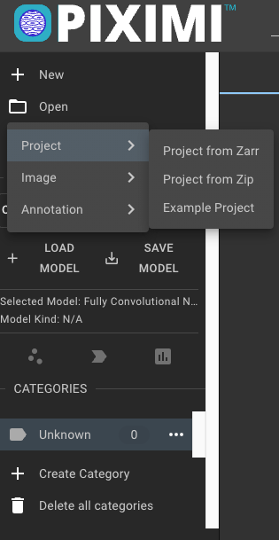 PIXIMI™
New
Open
Project
Project from Zarr
Image
Project from Zip
Annotation
Example Project
LOAD MODEL
SAVE MODEL
Selected Model: Fully Convolutional N...
Model Kind: N/A
CATEGORIES
Unknown 0
Create Category
Delete all categories